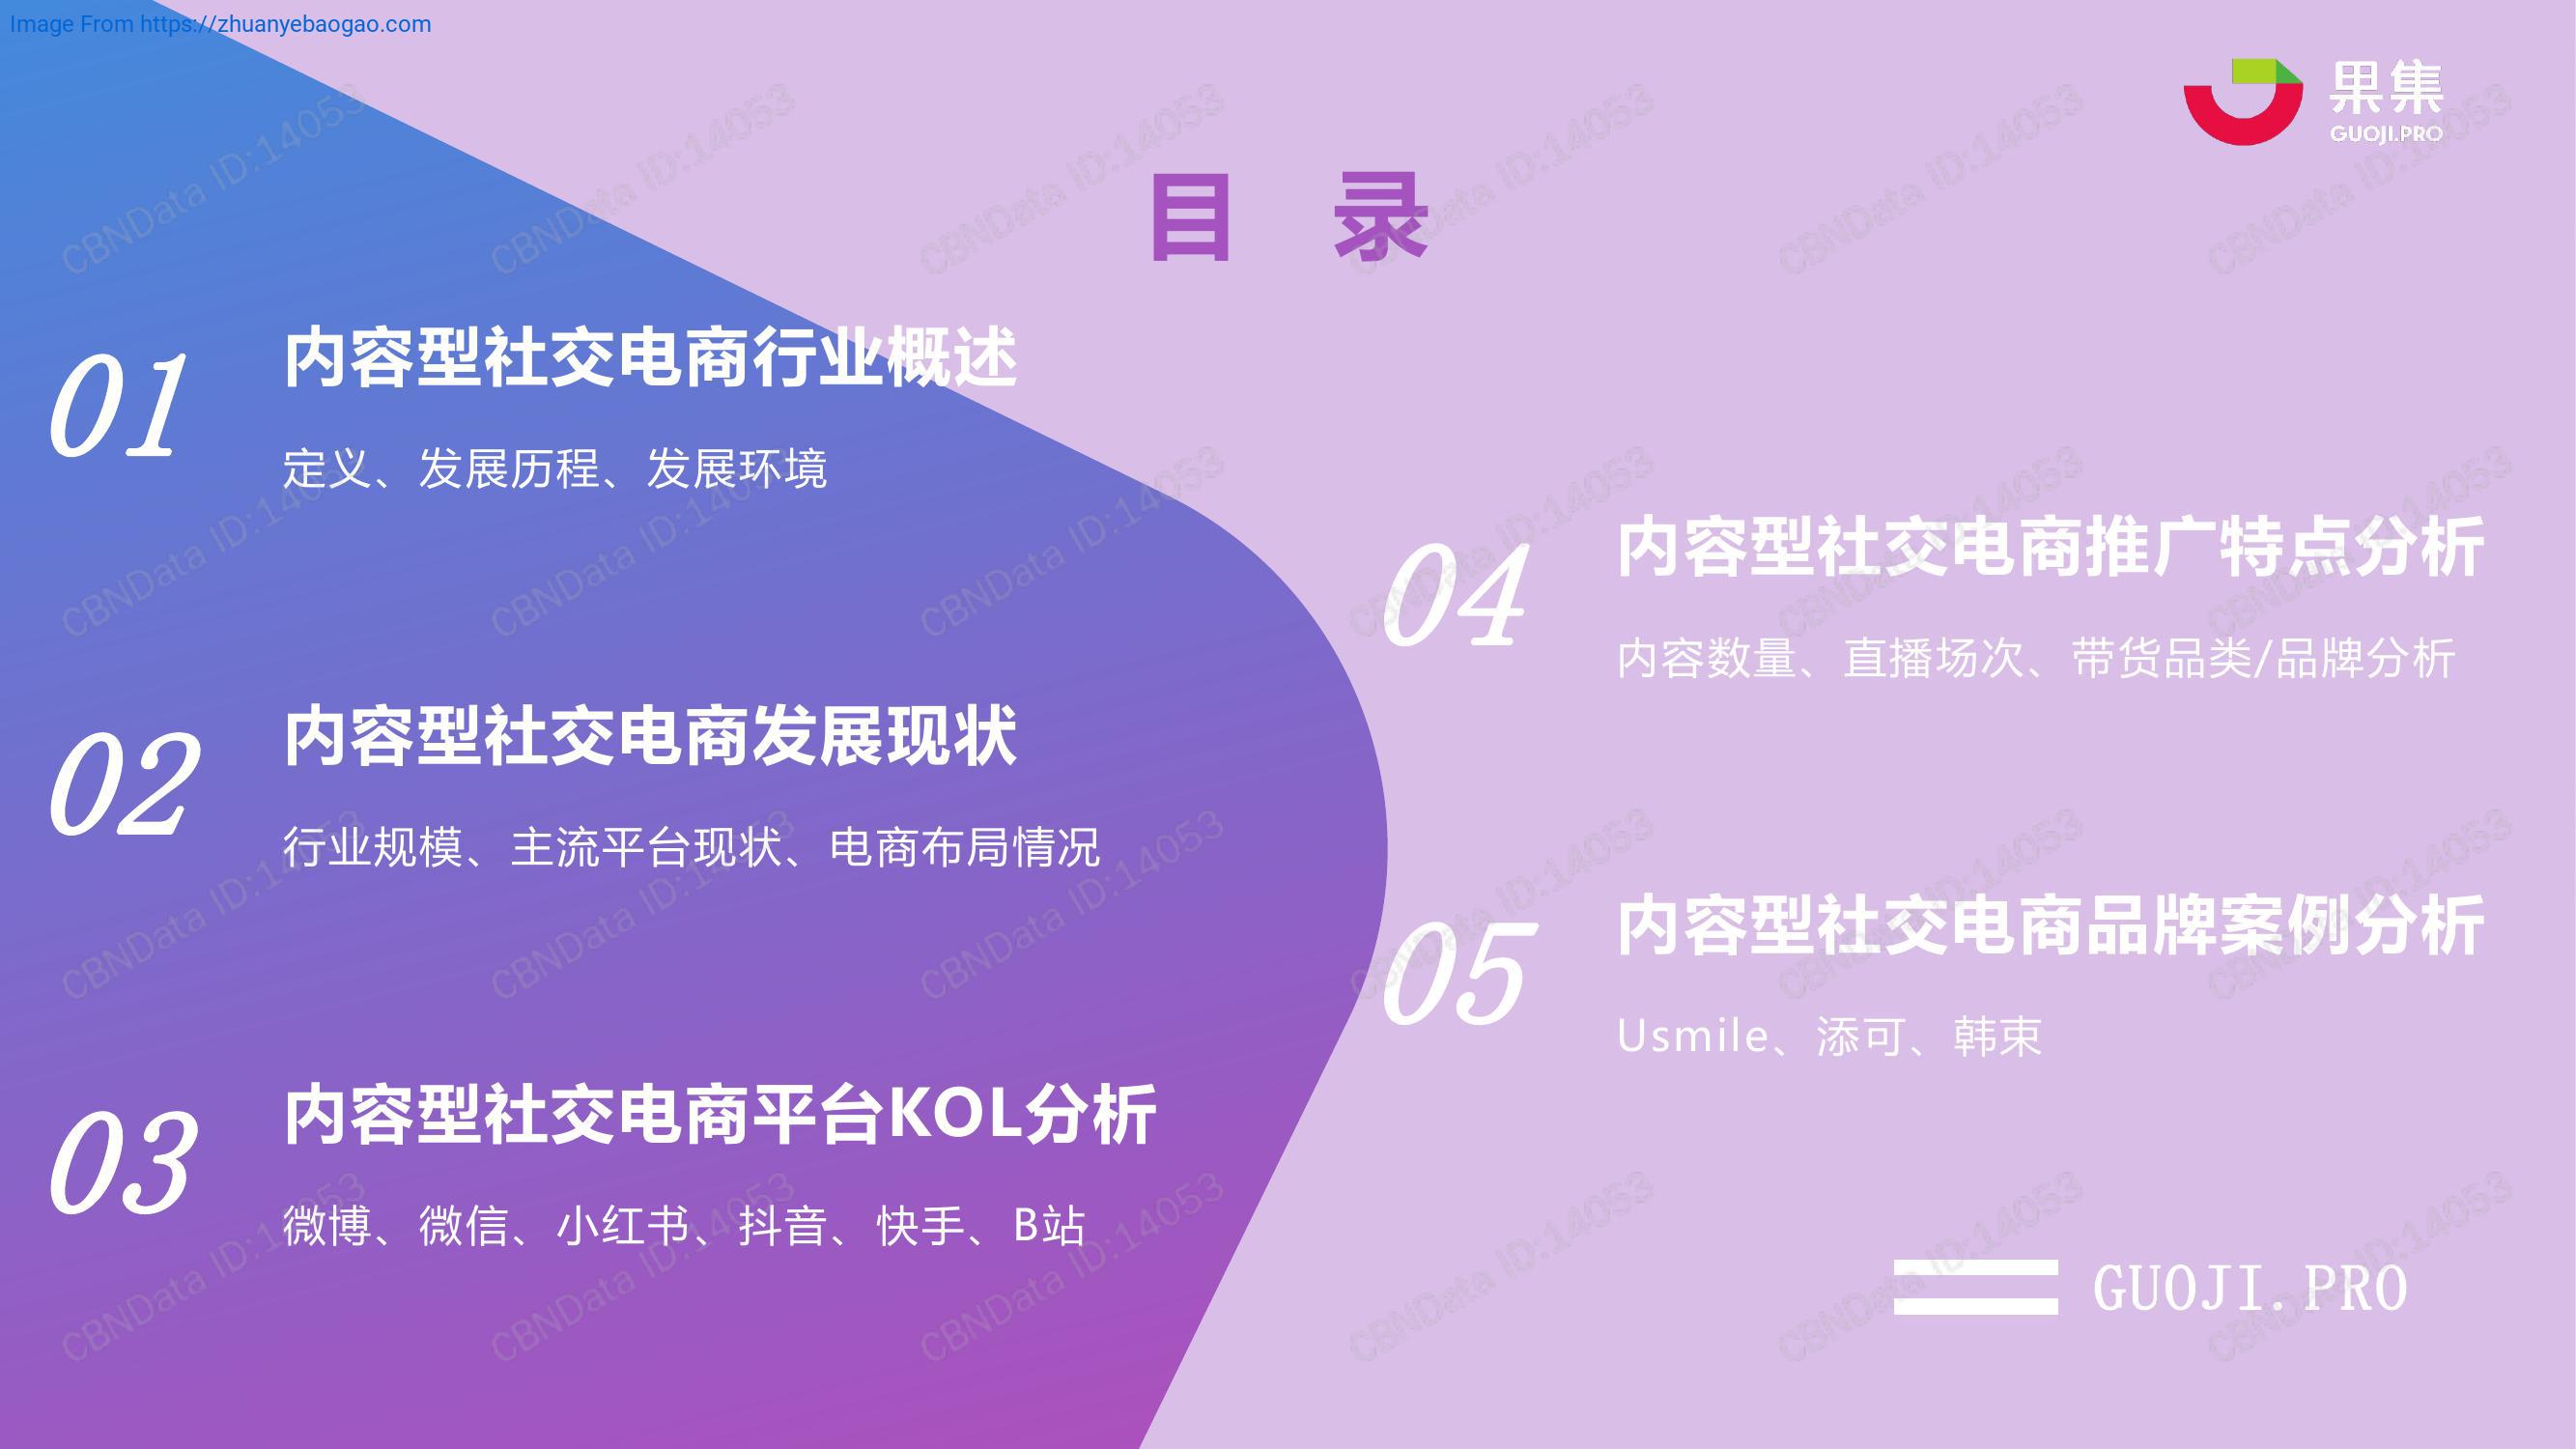 Image From https://zhuanyebaogao.com
果集
GUOJI.PRO
目 录
01
内容型社交电商行业概述
定义、发展历程、发展环境
02
内容型社交电商发展现状
行业规模、主流平台现状、电商布局情况
03
内容型社交电商平台KOL分析
微博、微信、小红书、抖音、快手、B站
04
内容型社交电商推广特点分析
内容数量、直播场次、带货品类/品牌分析
05
内容型社交电商品牌案例分析
Usmile、添可、韩束
GUOJI.PRO
CBNData ID:14053